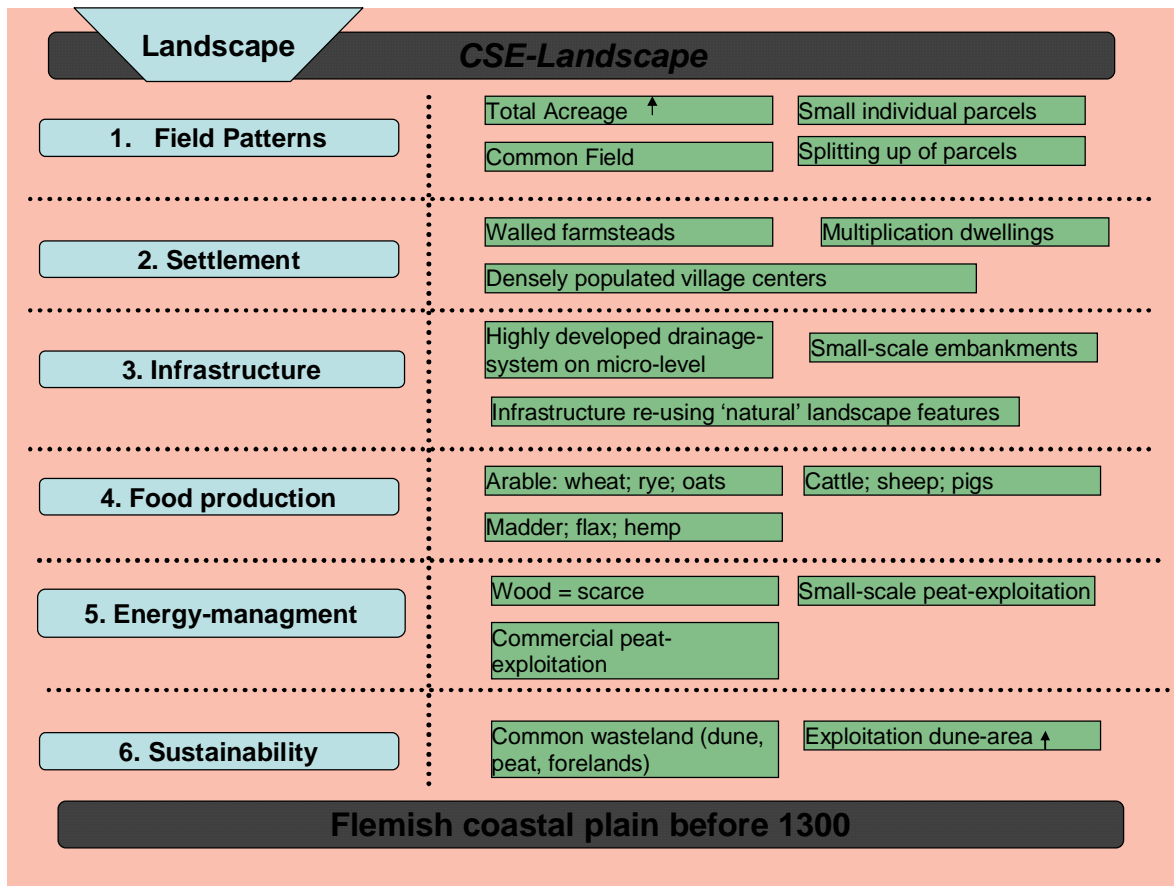 Landscape
CSE-Landscape
1. Field Patterns
Total Acreage ↑
Small individual parcels
Common Field
Splitting up of parcels
2. Settlement
Walled farmsteads
Multiplication dwellings
Densely populated village centers
3. Infrastructure
Highly developed drainage-
system on micro-level
Small-scale embankments
Infrastructure re-using ‘natural’ landscape features
4. Food production
Arable: wheat; rye; oats
Cattle; sheep; pigs
Madder; flax; hemp
5. Energy-managment
Wood = scarce
Small-scale peat-exploitation
Commercial peat-
exploitation
6. Sustainability
Common wasteland (dune,
peat, forelands)
Exploitation dune-area ↑
Flemish coastal plain before 1300